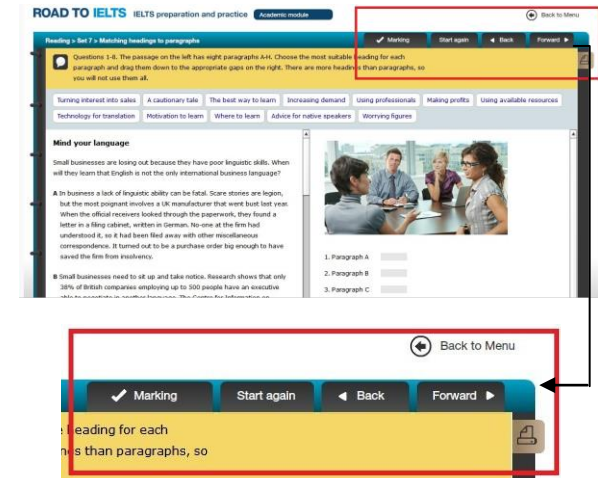 ROAD TO IELTS IELTS preparation and practice Academic module
Back to Menu
Reading > Set 7 > Matching headings to paragraphs
Marking Start again Back Forward
Questions 1-8. The passage on the left has eight paragraphs A-H. Choose the most suitable heading for each
paragraph and drag them down to the appropriate gaps on the right. There are more headings than paragraphs, so
you will not use them all.
Turning interest into sales A cautionary tale The best way to learn Increasing demand Using professionals Making profits Using available resources
Technology for translation Motivation to learn Where to learn Advice for native speakers Worrying figures
Mind your language
Small businesses are losing out because they have poor linguistic skills. When
will they learn that English is not the only international business language?
A In business a lack of linguistic ability can be fatal. Scare stories are legion,
but the most poignant involves a UK manufacturer that went bust last year.
When the official receivers looked through the paperwork, they found a
letter in a filing cabinet, written in German. No-one at the firm had
understood it, so it had been filed away with other miscellaneous
correspondence. It turned out to be a purchase order big enough to have
saved the firm from insolvency.
B Small businesses need to sit up and take notice. Research shows that only
38% of British companies employing up to 500 people have an executive
able to negotiate in another language. The Centre for Information on
1. Paragraph A
2. Paragraph B
3. Paragraph C
Back to Menu
Marking Start again Back Forward
heading for each
than paragraphs, so